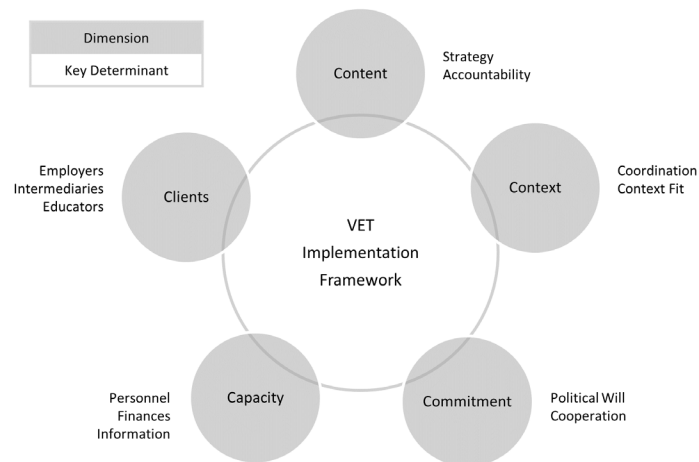 Dimension
Key Determinant
Content
Strategy
Accountability
Context
Coordination
Context Fit
Commitment
Political Will
Cooperation
Capacity
Personnel
Finances
Information
Clients
Employers
Intermediaries
Educators
VET
Implementation
Framework